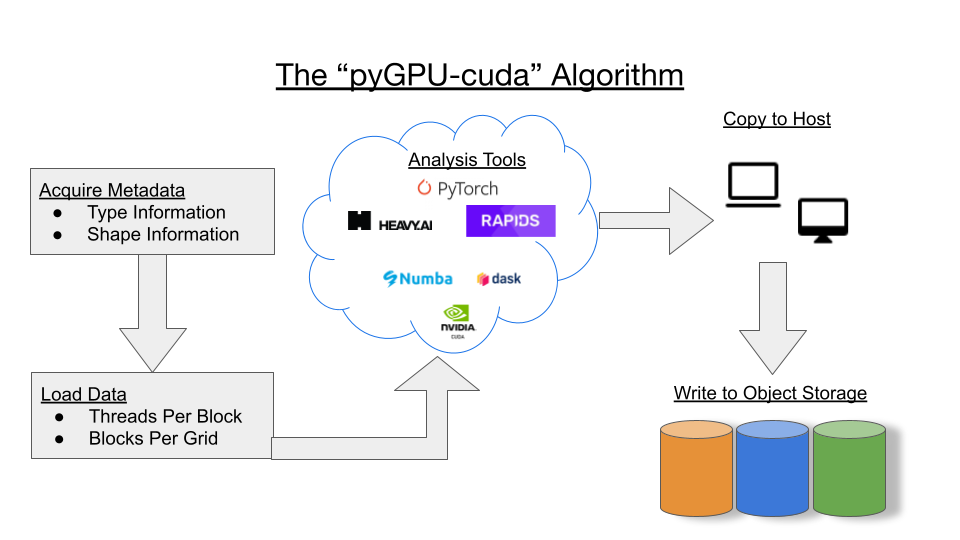 The “pyGPU-cuda” Algorithm
Acquire Metadata
● Type Information
● Shape Information
Load Data
● Threads Per Block
● Blocks Per Grid
Analysis Tools
PyTorch
HEAVY.AI
RAPIDS
Numba
dask
NVIDIA
CUDA
Copy to Host
Write to Object Storage